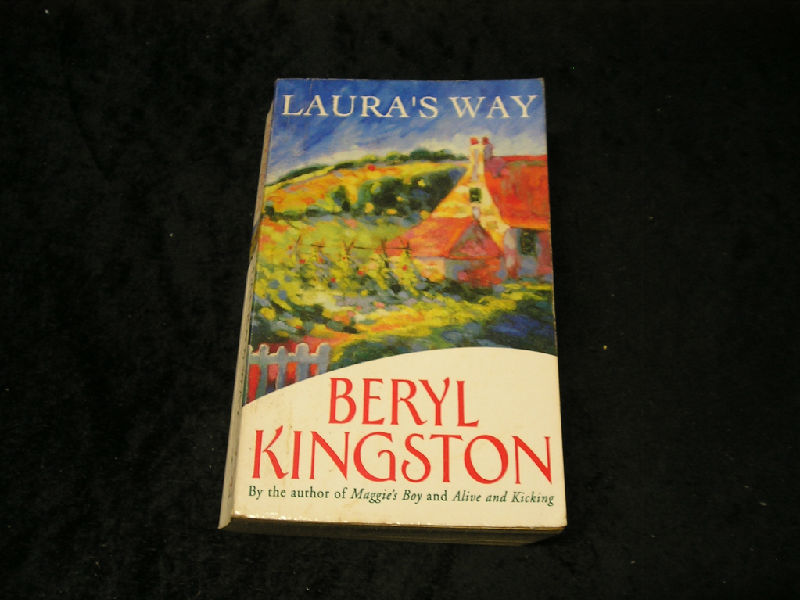 LAURA'S WAY
BERYL
KINGSTON
By the author of Maggie's Boy and Alive and Kicking